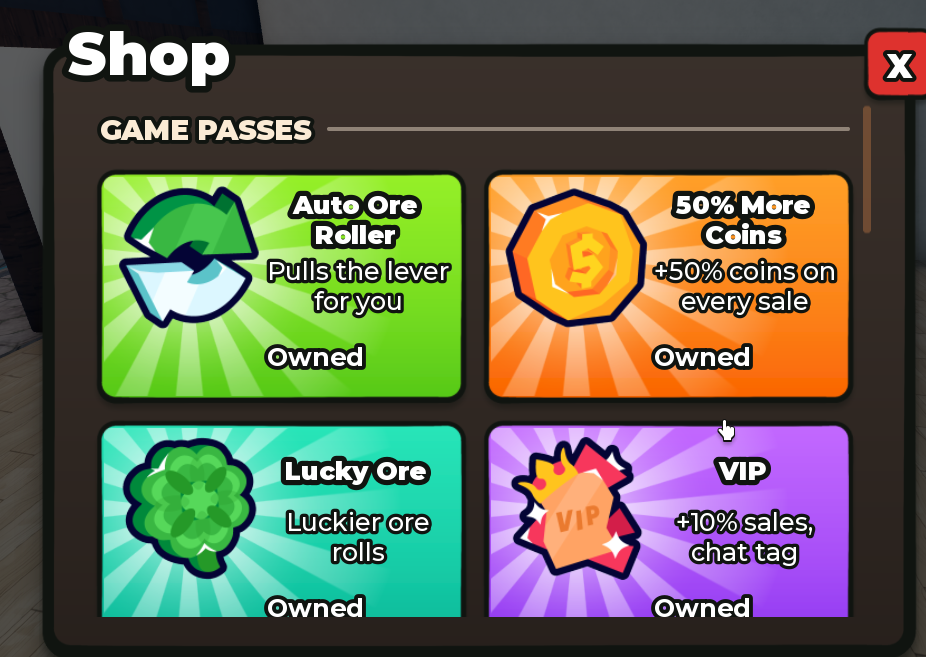 Shop
X
GAME PASSES
Auto Ore
Roller
Pulls the lever
for you
Owned
50% More
Coins
+50% coins on
every sale
Owned
Lucky Ore
Luckier ore
rolls
Owned
VIP
VIP
+10% sales,
chat tag
Owned